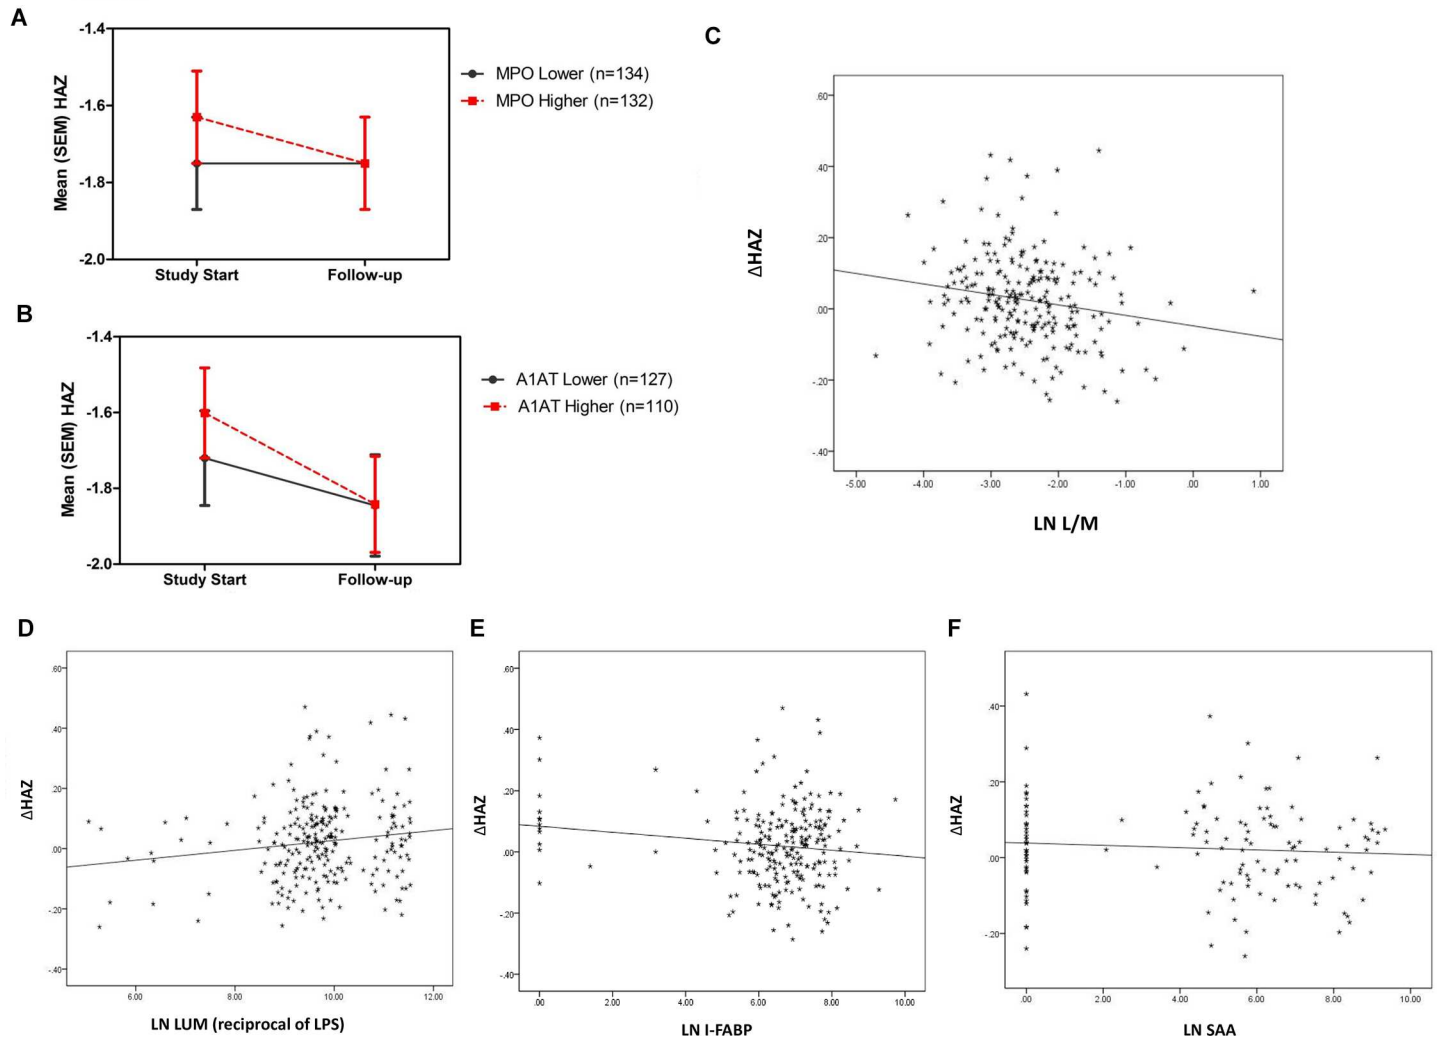 A
-1.4
-1.6
-1.8
-2.0
Mean (SEM) HAZ
Study Start
Follow-up
MPO Lower (n=134)
MPO Higher (n=132)
B
-1.4
-1.6
-1.8
-2.0
Mean (SEM) HAZ
Study Start
Follow-up
A1AT Lower (n=127)
A1AT Higher (n=110)
C
.60
.40
.20
.00
-.20
-.40
ΔHAZ
-5.00 -4.00 -3.00 -2.00 -1.00 .00 1.00
LN L/M
D
.60
.40
.20
.00
-.20
-.40
ΔHAZ
6.00 8.00 10.00 12.00
LN LUM (reciprocal of LPS)
E
.60
.40
.20
.00
-.20
-.40
ΔHAZ
.00 2.00 4.00 6.00 8.00 10.00
LN I-FABP
F
.40
.20
.00
-.20
ΔHAZ
.00 2.00 4.00 6.00 8.00 10.00
LN SAA